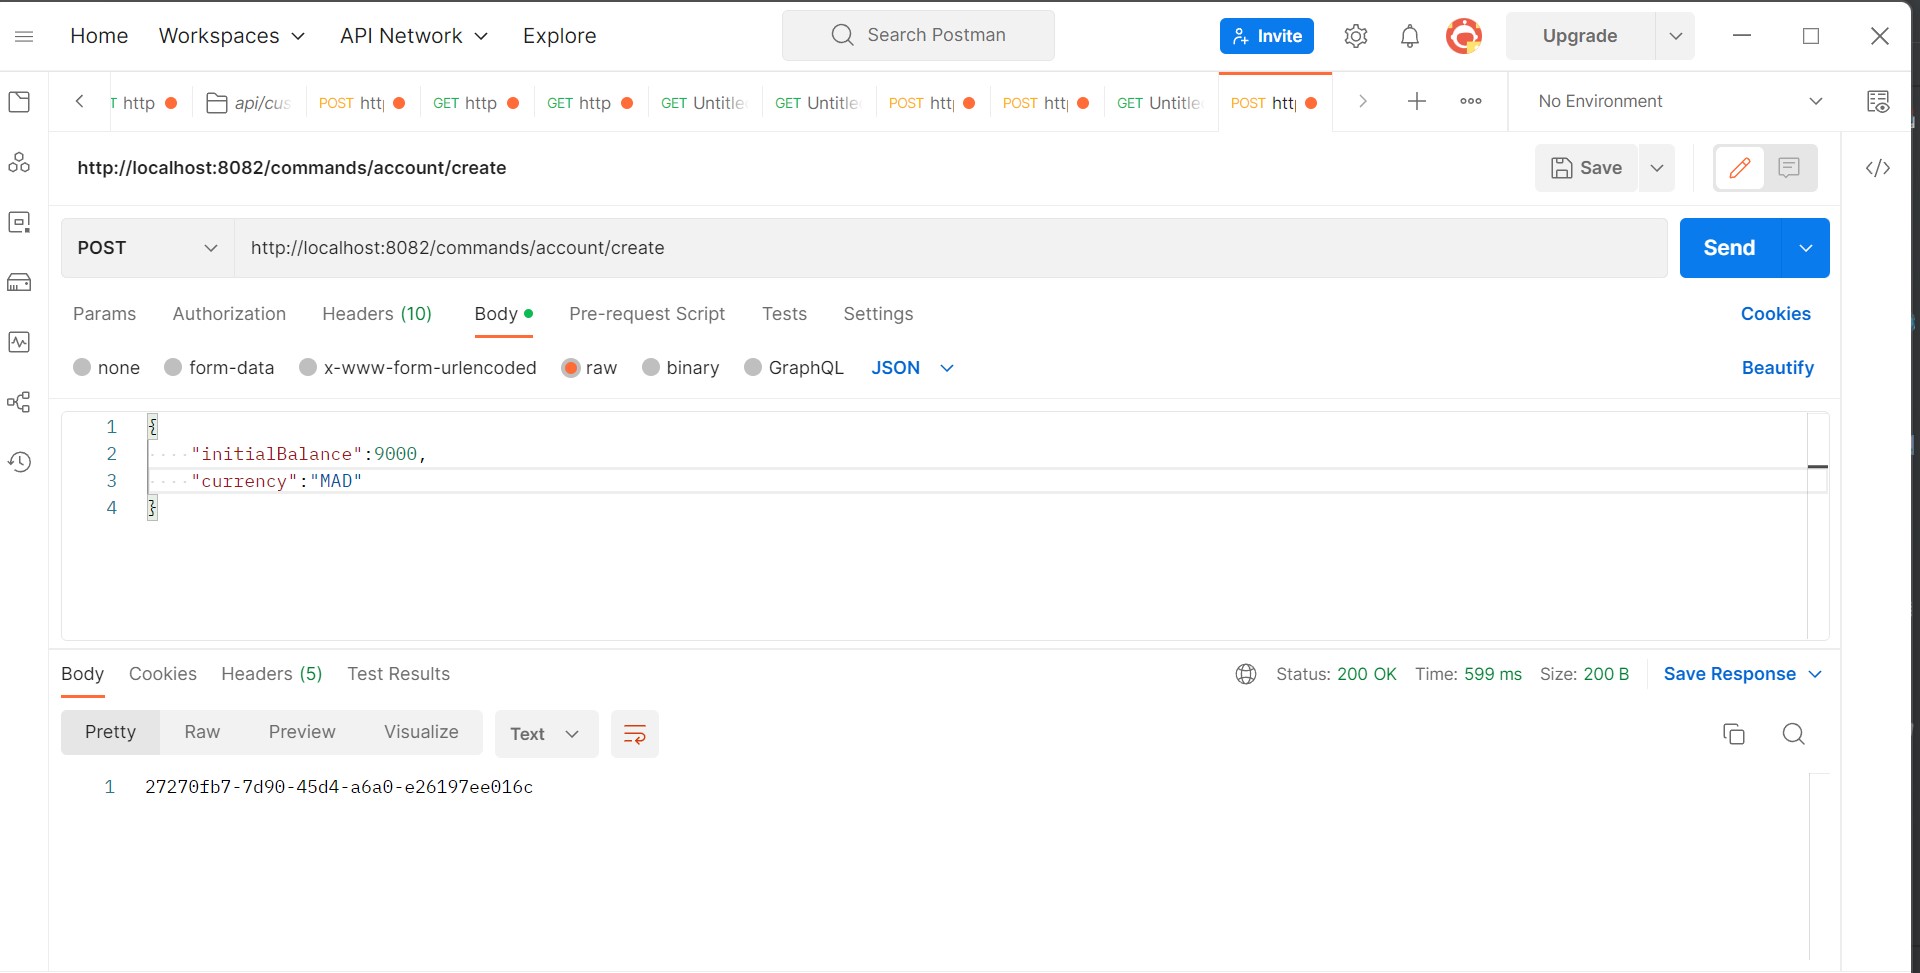 Home Workspaces API Network Explore Search Postman Invite Upgrade
T http api/cus POST http GET http GET http GET Untitle GET Untitle POST http POST http GET Untitle POST http No Environment
http://localhost:8082/commands/account/create Save
POST http://localhost:8082/commands/account/create Send
Params Authorization Headers (10) Body Pre-request Script Tests Settings Cookies
none form-data x-www-form-urlencoded raw binary GraphQL JSON Beautify
1 {
2 "initialBalance":9000,
3 "currency":"MAD"
4 }
Body Cookies Headers (5) Test Results Status: 200 OK Time: 599 ms Size: 200 B Save Response
Pretty Raw Preview Visualize Text
1 27270fb7-7d90-45d4-a6a0-e26197ee016c